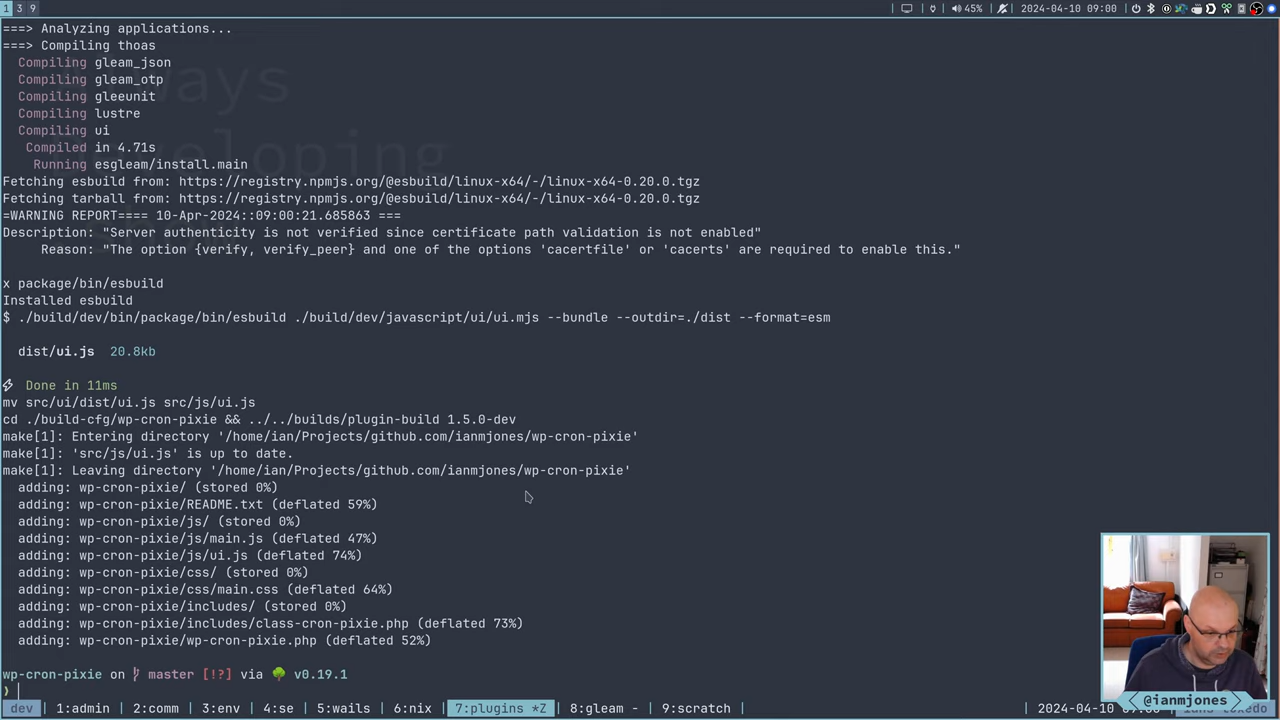 1 3 9
45%
2024-04-10 09:00
===> Analyzing applications...
===> Compiling thoas
Compiling gleam_json
Compiling gleam_otp
Compiling gleeunit
Compiling lustre
Compiling ui
Compiled in 4.71s
Running esgleam/install.main
Fetching esbuild from: https://registry.npmjs.org/@esbuild/linux-x64/-/linux-x64-0.20.0.tgz
Fetching tarball from: https://registry.npmjs.org/@esbuild/linux-x64/-/linux-x64-0.20.0.tgz
=WARNING REPORT==== 10-Apr-2024::09:00:21.685863 ===
Description: "Server authenticity is not verified since certificate path validation is not enabled"
Reason: "The option {verify, verify_peer} and one of the options 'cacertfile' or 'cacerts' are required to enable this."
x package/bin/esbuild
Installed esbuild
$ ./build/dev/bin/package/bin/esbuild ./build/dev/javascript/ui/ui.mjs --bundle --outdir=./dist --format=esm
dist/ui.js 20.8kb
⚡ Done in 11ms
mv src/ui/dist/ui.js src/js/ui.js
cd ./build-cfg/wp-cron-pixie && ../../builds/plugin-build 1.5.0-dev
make[1]: Entering directory '/home/ian/Projects/github.com/ianmjones/wp-cron-pixie'
make[1]: 'src/js/ui.js' is up to date.
make[1]: Leaving directory '/home/ian/Projects/github.com/ianmjones/wp-cron-pixie'
adding: wp-cron-pixie/ (stored 0%)
adding: wp-cron-pixie/README.txt (deflated 59%)
adding: wp-cron-pixie/js/ (stored 0%)
adding: wp-cron-pixie/js/main.js (deflated 47%)
adding: wp-cron-pixie/js/ui.js (deflated 74%)
adding: wp-cron-pixie/css/ (stored 0%)
adding: wp-cron-pixie/css/main.css (deflated 64%)
adding: wp-cron-pixie/includes/ (stored 0%)
adding: wp-cron-pixie/includes/class-cron-pixie.php (deflated 73%)
adding: wp-cron-pixie/wp-cron-pixie.php (deflated 52%)
wp-cron-pixie on master [!?] via 🌳 v0.19.1
❯
@ianmjones
dev 1:admin 2:comm 3:env 4:se 5:wails 6:nix 7:plugins *Z 8:gleam - 9:scratch 2024-04-10